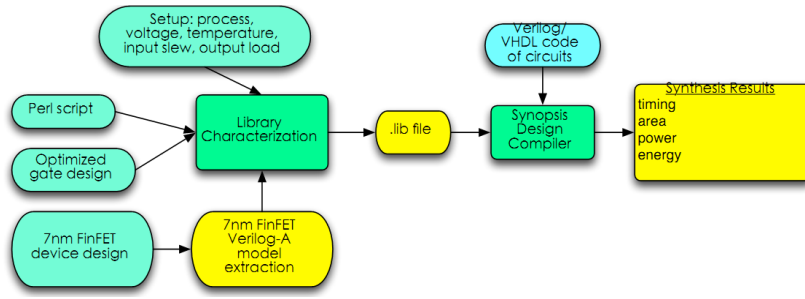 Setup: process,
voltage, temperature,
input slew, output load
Verilog/
VHDL code
of circuits
Perl script
Library
Characterization
.lib file
Synopsis
Design
Compiler
Synthesis Results
timing
area
power
energy
Optimized
gate design
7nm FinFET
device design
7nm FinFET
Verilog-A
model
extraction